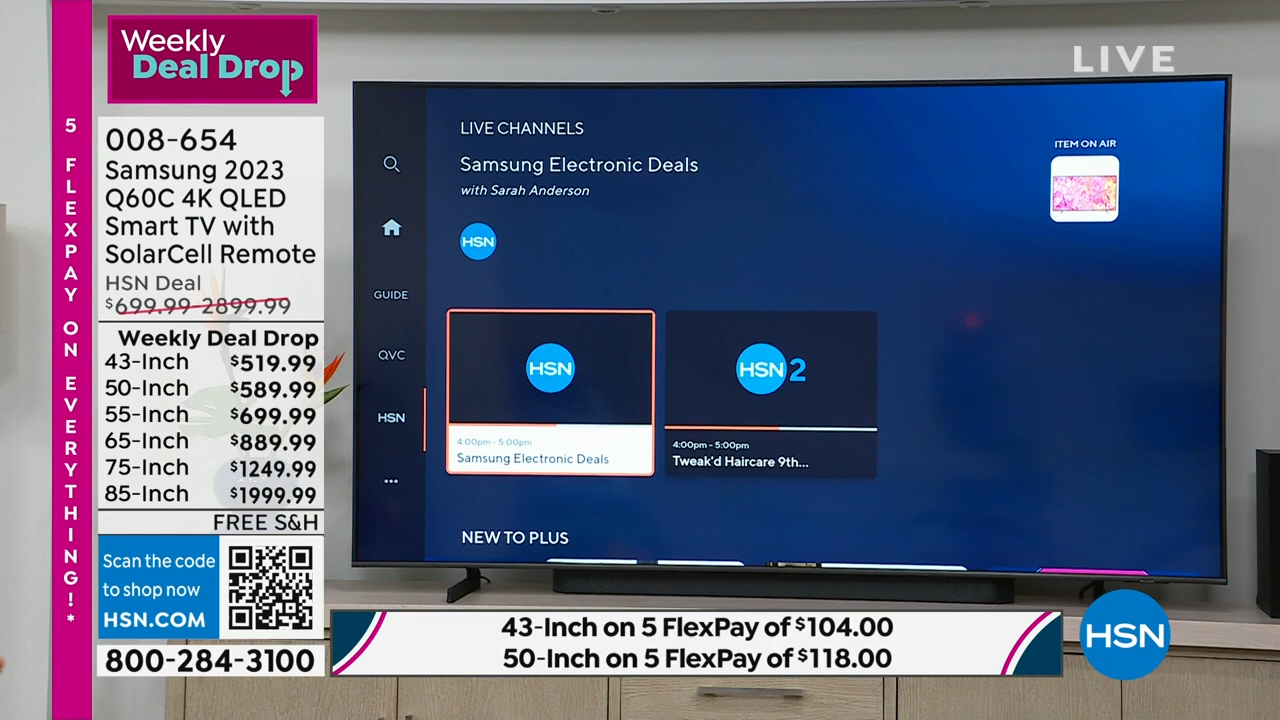 5 FLEXPAY ON EVERYTHING!*
Weekly
Deal Drop
008-654
Samsung 2023
Q60C 4K QLED
Smart TV with
SolarCell Remote
HSN Deal
$699.99-2899.99
Weekly Deal Drop
43-Inch $519.99
50-Inch $589.99
55-Inch $699.99
65-Inch $889.99
75-Inch $1249.99
85-Inch $1999.99
FREE S&H
Scan the code
to shop now
HSN.COM
800-284-3100
LIVE
LIVE CHANNELS
Samsung Electronic Deals
with Sarah Anderson
ITEM ON AIR
HSN
GUIDE
QVC
HSN
HSN
4:00pm - 5:00pm
Samsung Electronic Deals
HSN 2
4:00pm - 5:00pm
Tweak'd Haircare 9th...
NEW TO PLUS
43-Inch on 5 FlexPay of $104.00
50-Inch on 5 FlexPay of $118.00
HSN